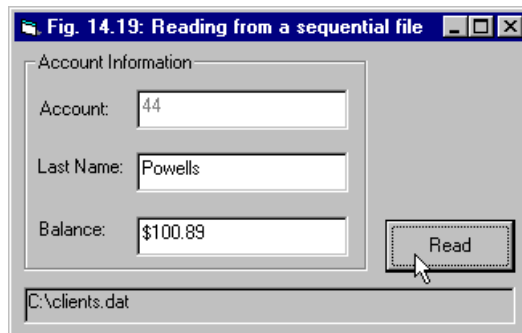 Fig. 14.19: Reading from a sequential file
Account Information
Account: 44
Last Name: Powells
Balance: $100.89
Read
C:\clients.dat